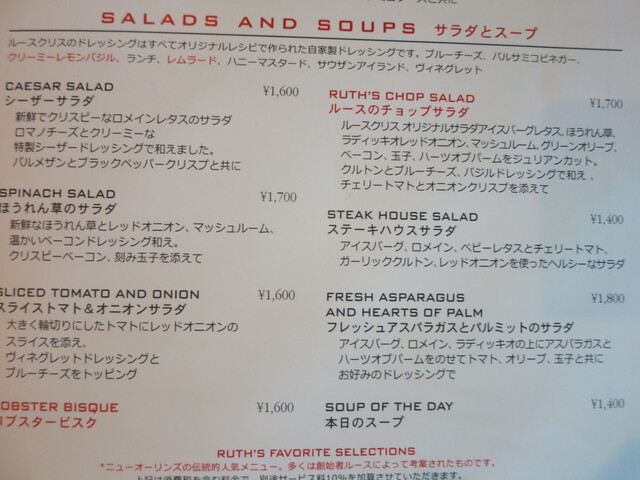 SALADS AND SOUPS サラダとスープ
ルースクリスのドレッシングはすべてオリジナルレシピで作られた自家製ドレッシングです。ブルーチーズ、バルサミコビネガー、
クリーミーレモンバジル、ランチ、レムラード、ハニーマスタード、サウザンアイランド、ヴィネグレット
CAESAR SALAD ¥1,600
シーザーサラダ
新鮮でクリスピーなロメインレタスのサラダ
ロマノチーズとクリーミーな
特製シーザードレッシングで和えました。
パルメザンとブラックペッパークリスプと共に
SPINACH SALAD ¥1,700
ほうれん草のサラダ
新鮮なほうれん草とレッドオニオン、マッシュルーム、
温かいベーコンドレッシング和え。
クリスピーベーコン、刻み玉子を添えて
SLICED TOMATO AND ONION ¥1,600
スライストマト&オニオンサラダ
大きく輪切りにしたトマトにレッドオニオンの
スライスを添え、
ヴィネグレットドレッシングと
ブルーチーズをトッピング
LOBSTER BISQUE ¥1,600
ロブスタービスク
RUTH'S CHOP SALAD ¥1,700
ルースのチョップサラダ
ルースクリス オリジナルサラダアイスバーグレタス、ほうれん草、
ラディッキオレッドオニオン、マッシュルーム、グリーンオリーブ、
ベーコン、玉子、ハーツオブパームをジュリアンカット。
クルトンとブルーチーズ、バジルドレッシングで和え、
チェリートマトとオニオンクリスプを添えて
STEAK HOUSE SALAD ¥1,400
ステーキハウスサラダ
アイスバーグ、ロメイン、ベビーレタスとチェリートマト、
ガーリッククルトン、レッドオニオンを使ったヘルシーなサラダ
FRESH ASPARAGUS ¥1,800
AND HEARTS OF PALM
フレッシュアスパラガスとパルミットのサラダ
アイスバーグ、ロメイン、ラディッキオの上にアスパラガスと
ハーツオブパームをのせてトマト、オリーブ、玉子と共に
お好みのドレッシングで
SOUP OF THE DAY ¥1,400
本日のスープ
RUTH'S FAVORITE SELECTIONS
*ニューオーリンズの伝統的人気メニュー。多くは創始者ルースによって考案されたものです。
上記は消費税を含む料金で、別途サービス料10%を加算させていただきます。